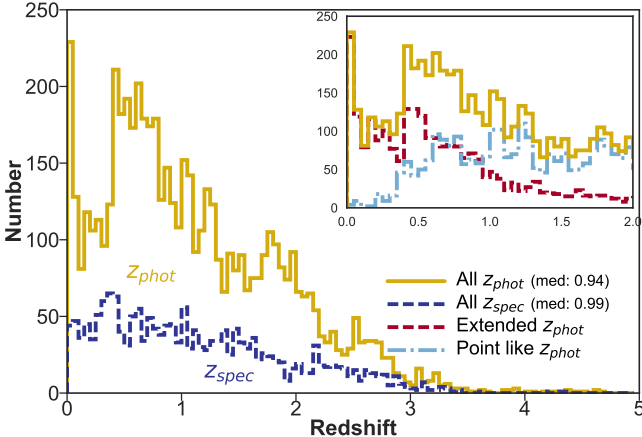 250
200
150
100
50
0
Number
0 1 2 3 4 5
Redshift
z_phot
z_spec
250
200
150
100
50
0
0.0 0.5 1.0 1.5 2.0
All z_phot (med: 0.94)
All z_spec (med: 0.99)
Extended z_phot
Point like z_phot